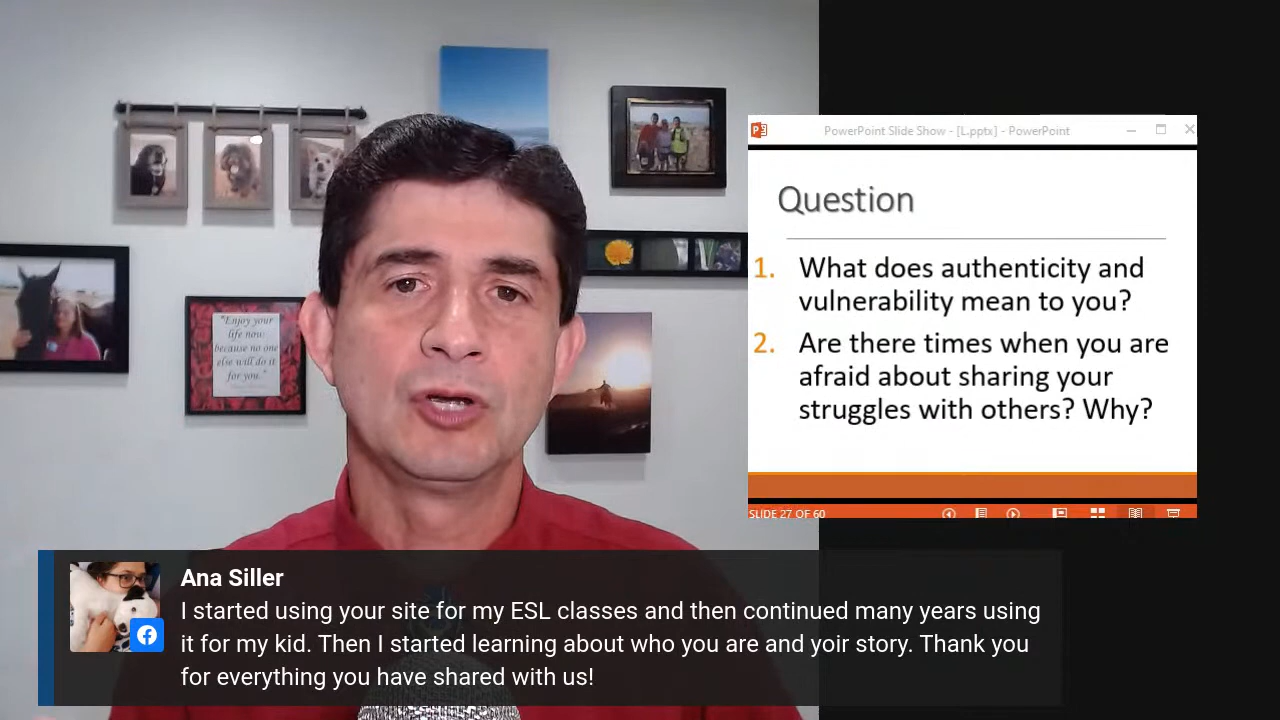 PowerPoint Slide Show - [L.pptx] - PowerPoint
Question
1. What does authenticity and
vulnerability mean to you?
2. Are there times when you are
afraid about sharing your
struggles with others? Why?
SLIDE 27 OF 60
"Enjoy your
life now
because no one
else will do it
for you."
Ana Siller
I started using your site for my ESL classes and then continued many years using
it for my kid. Then I started learning about who you are and yoir story. Thank you
for everything you have shared with us!